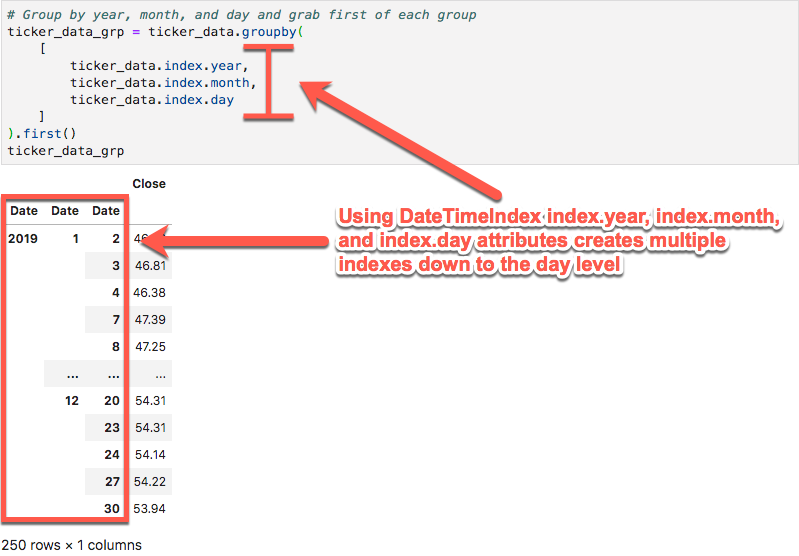 # Group by year, month, and day and grab first of each group
ticker_data_grp = ticker_data.groupby(
[
ticker_data.index.year,
ticker_data.index.month,
ticker_data.index.day
]
).first()
ticker_data_grp
Close
Date Date Date
2019 1 2
3 46.81
4 46.38
7 47.39
8 47.25
... ... ...
12 20 54.31
23 54.31
24 54.14
27 54.22
30 53.94
250 rows × 1 columns
Using DateTimeIndex index.year, index.month,
and index.day attributes creates multiple
indexes down to the day level